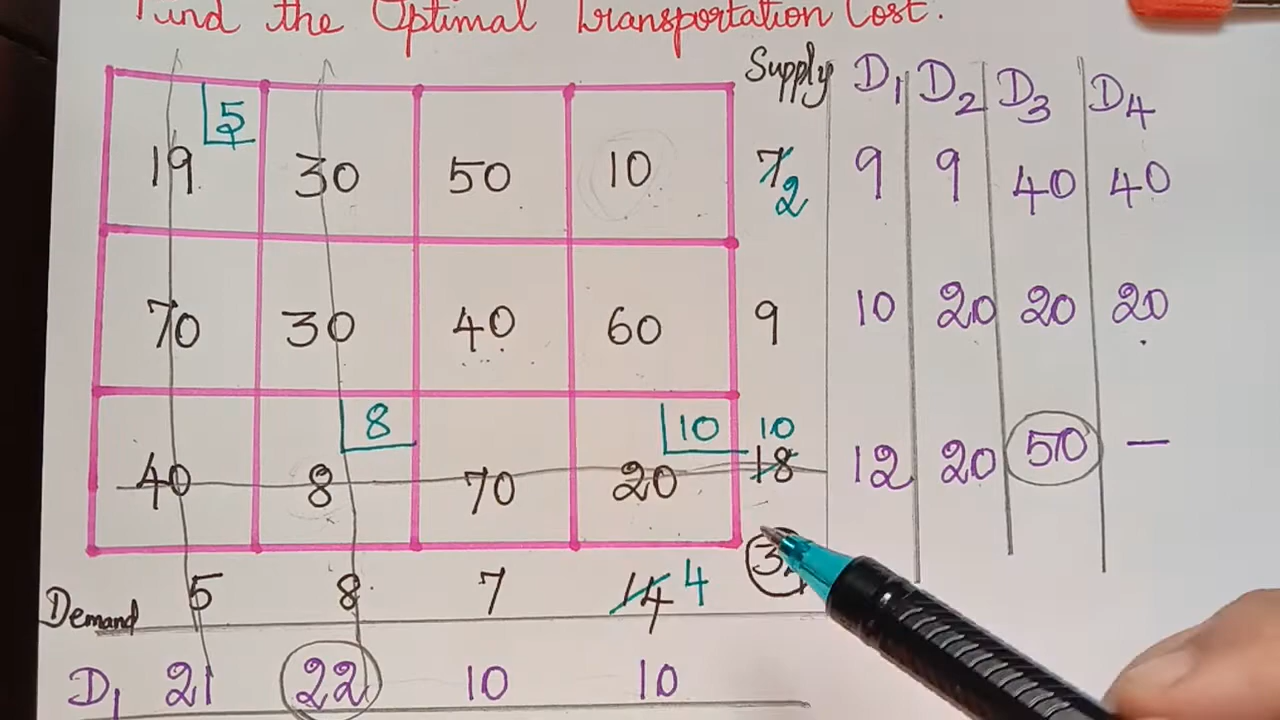 Find the Optimal Transportation Cost.
Supply D1 D2 D3 D4
5
19 30 50 10 7 2 9 9 40 40
70 30 40 60 9 10 20 20 20
8 10 10
40 8 70 20 18 12 20 50 —
Demand 5 8 7 14 4
D1 21 22 10 10